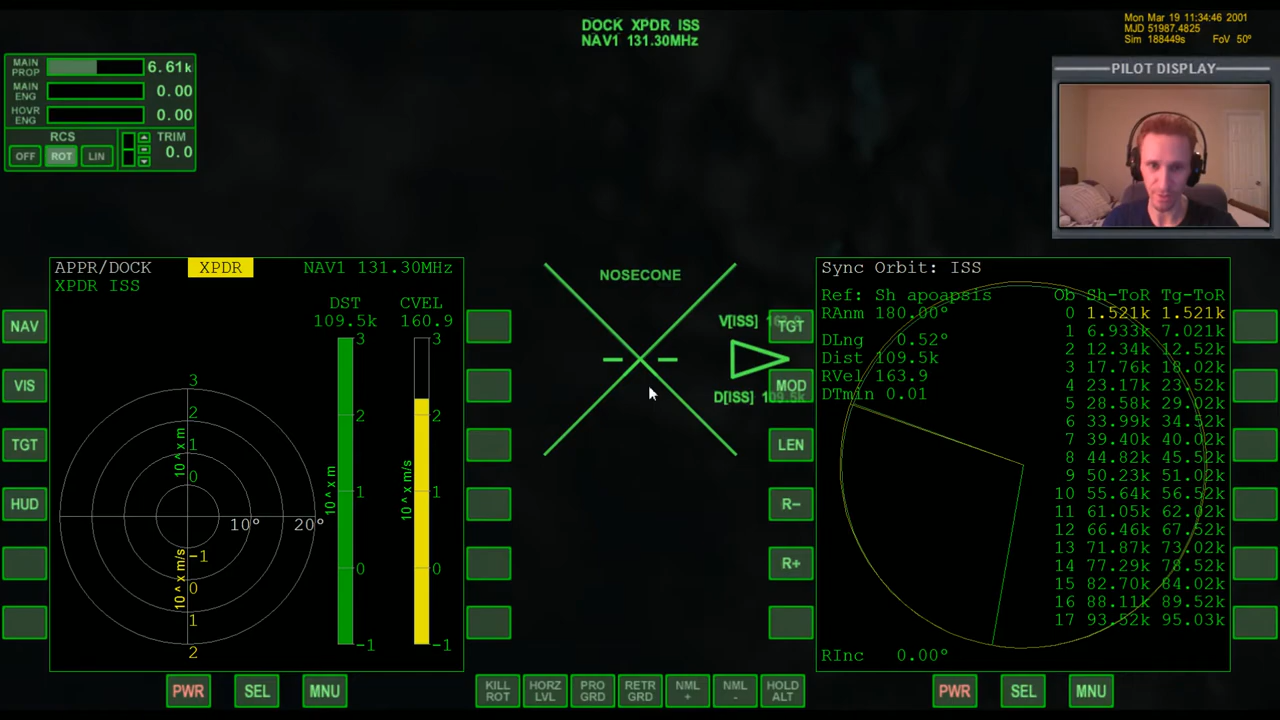 DOCK XPDR ISS
NAV1 131.30MHz
Mon Mar 19 11:34:46 2001
MJD 51987.4825
Sim 188449s FoV 50°
MAIN PROP 6.61k
MAIN ENG 0.00
HOVR ENG 0.00
RCS TRIM
OFF ROT LIN 0.0
PILOT DISPLAY
APPR/DOCK XPDR NAV1 131.30MHz
XPDR ISS
DST CVEL
109.5k 160.9
3 3
2 2
1 1
0 0
-1 -1
10^x m
10^x m/s
3
2
1
0
10^x m
10° 20°
-1
0
1
2
10^x m/s
NAV
VIS
TGT
HUD
PWR SEL MNU
NOSECONE
V[ISS]
D[ISS] 109.5k
TGT
MOD
LEN
R-
R+
KILL ROT
HORZ LVL
PRO GRD
RETR GRD
NML +
NML -
HOLD ALT
Sync Orbit: ISS
Ref: Sh apoapsis
RAnm 180.00°
DLng 0.52°
Dist 109.5k
RVel 163.9
DTmin 0.01
Ob Sh-ToR Tg-ToR
0 1.521k 1.521k
1 6.933k 7.021k
2 12.34k 12.52k
3 17.76k 18.02k
4 23.17k 23.52k
5 28.58k 29.02k
6 33.99k 34.52k
7 39.40k 40.02k
8 44.82k 45.52k
9 50.23k 51.02k
10 55.64k 56.52k
11 61.05k 62.02k
12 66.46k 67.52k
13 71.87k 73.02k
14 77.29k 78.52k
15 82.70k 84.02k
16 88.11k 89.52k
17 93.52k 95.03k
RInc 0.00°
PWR SEL MNU